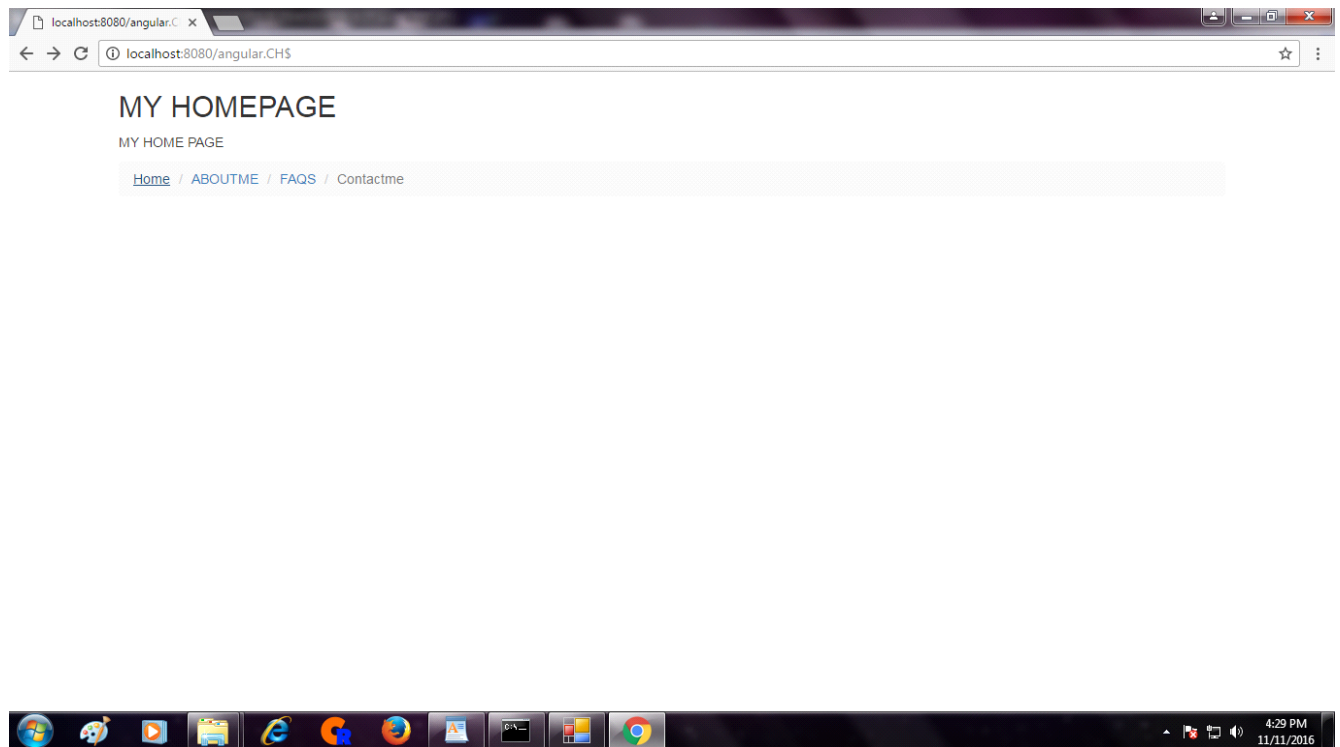 localhost:8080/angular.C
localhost:8080/angular.CH$
MY HOMEPAGE
MY HOME PAGE
Home / ABOUTME / FAQS / Contactme
C:\_
4:29 PM
11/11/2016